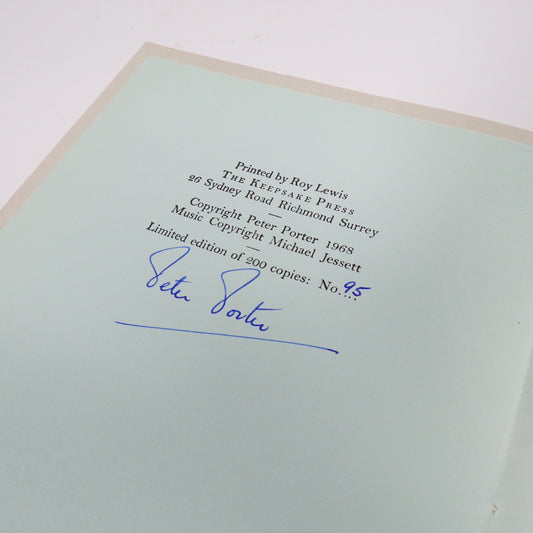 Printed by Roy Lewis
THE KEEPSAKE PRESS
26 Sydney Road Richmond Surrey
—
Copyright Peter Porter 1968
Music Copyright Michael Jessett
—
Limited edition of 200 copies: No. 95
Peter Porter